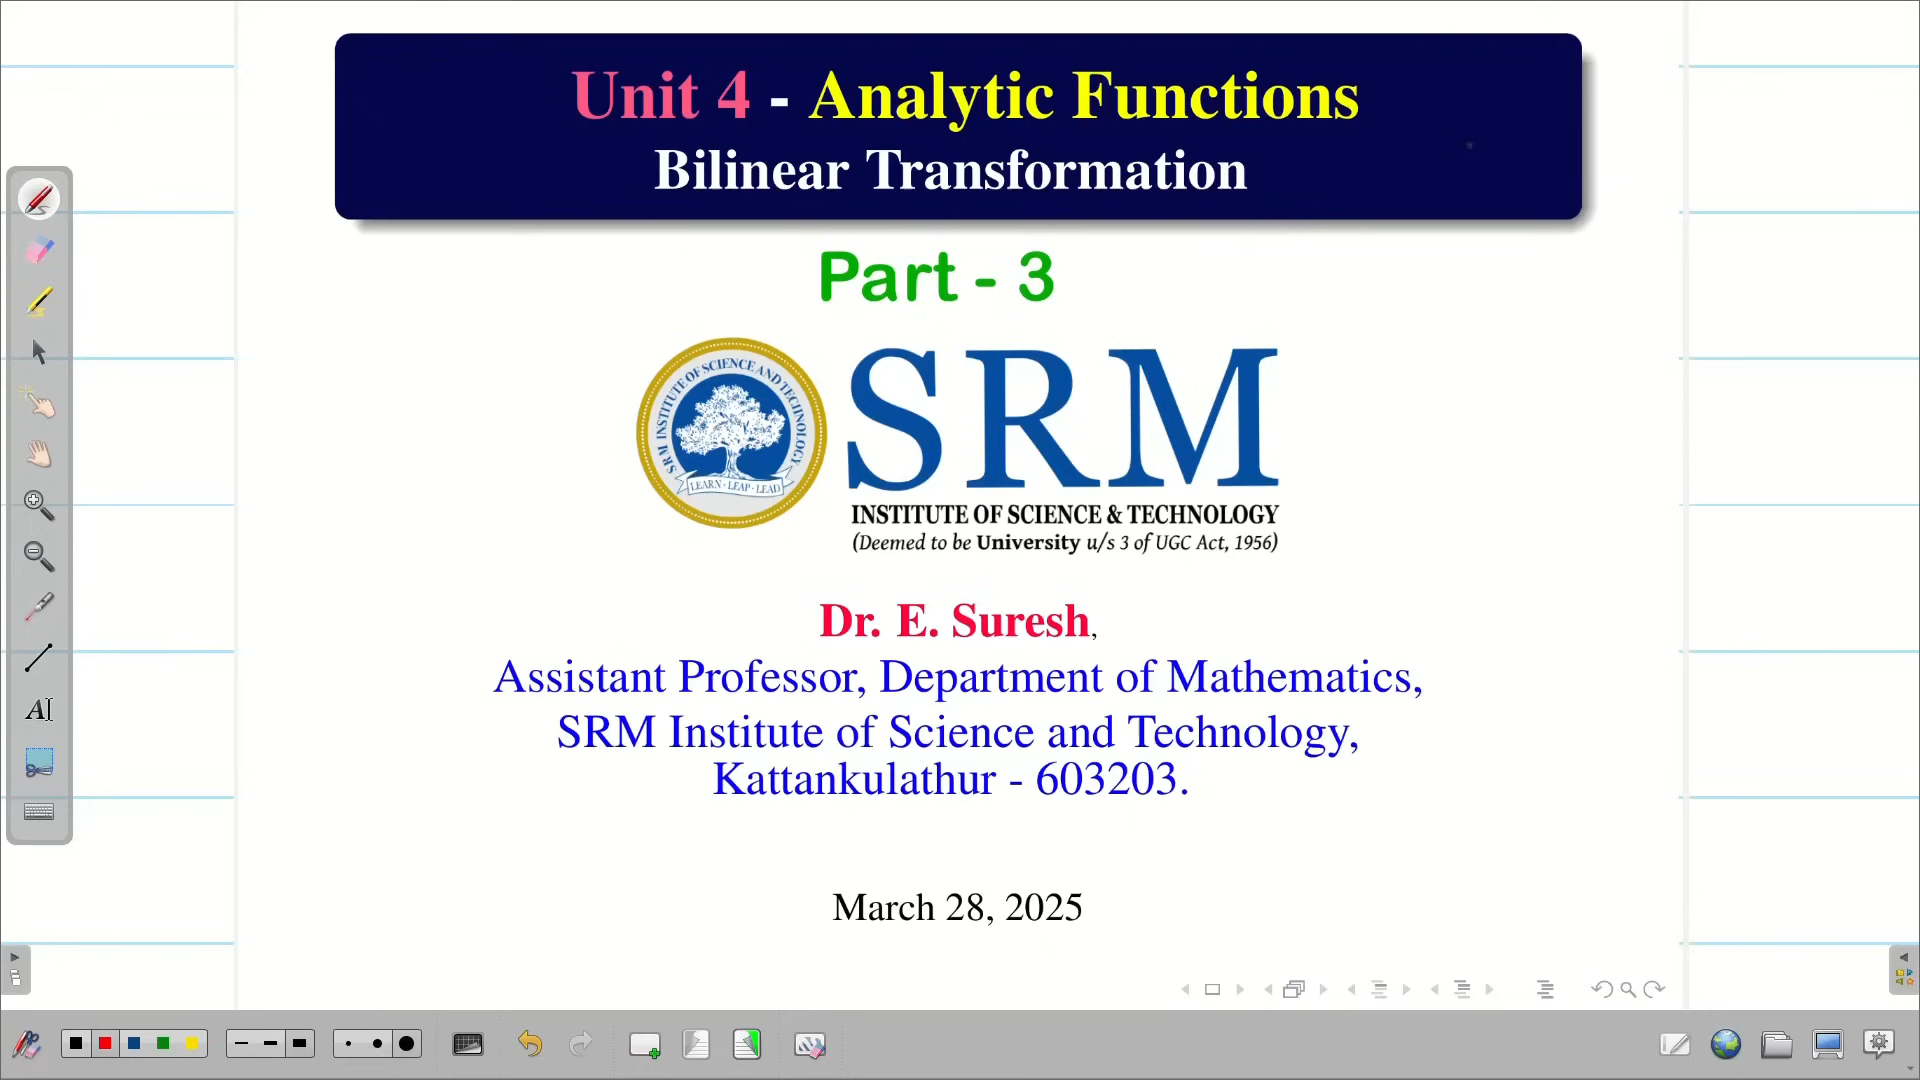 Unit 4 - Analytic Functions
Bilinear Transformation
Part - 3
SRM INSTITUTE OF SCIENCE AND TECHNOLOGY
LEARN · LEAP · LEAD
SRM
INSTITUTE OF SCIENCE & TECHNOLOGY
(Deemed to be University u/s 3 of UGC Act, 1956)
Dr. E. Suresh,
Assistant Professor, Department of Mathematics,
SRM Institute of Science and Technology,
Kattankulathur - 603203.
March 28, 2025